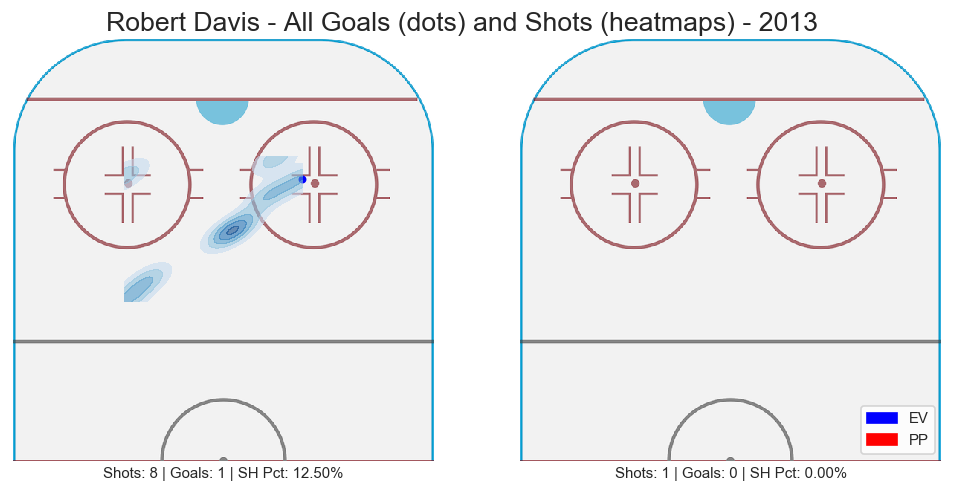 Robert Davis - All Goals (dots) and Shots (heatmaps) - 2013
EV
PP
Shots: 8 | Goals: 1 | SH Pct: 12.50%
Shots: 1 | Goals: 0 | SH Pct: 0.00%